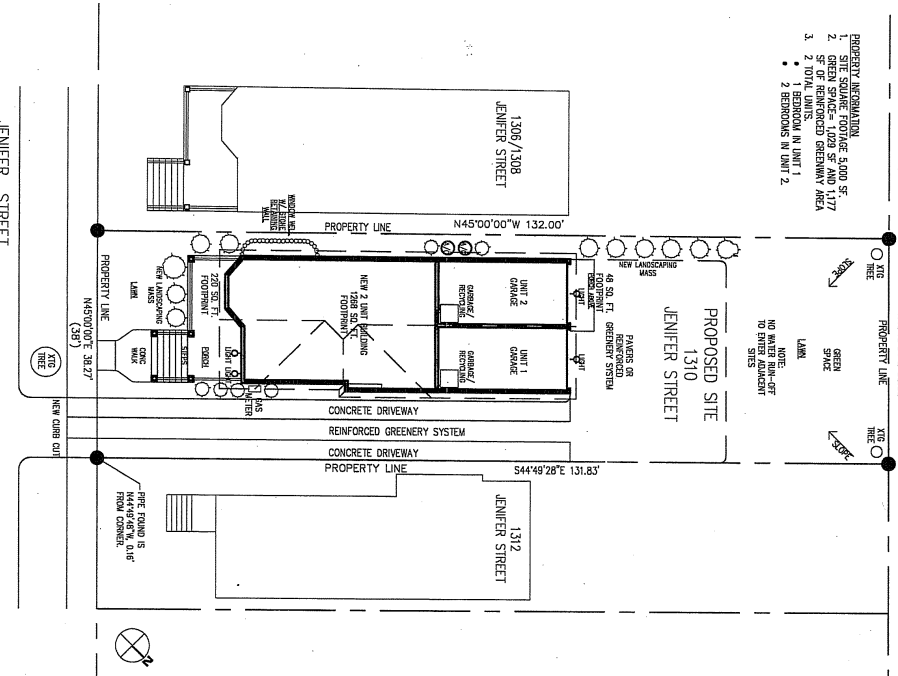 PROPERTY INFORMATION
1. SITE SQUARE FOOTAGE 5,000 SF.
2. GREEN SPACE= 1,029 SF AND 1,177
SF OF REINFORCED GREENWAY AREA
3. 2 TOTAL UNITS.
• 1 BEDROOM IN UNIT 1
• 2 BEDROOMS IN UNIT 2
XTG
TREE
SLOPE
PROPERTY LINE
GREEN
SPACE
LAWN
NOTE:
NO WATER RUN-OFF
TO ENTER ADJACENT
SITES
XTG
TREE
SLOPE
1306/1308
JENIFER STREET
PROPERTY LINE
N45°00'00"W 132.00'
NEW LANDSCAPING
MASS
PROPOSED SITE
1310
JENIFER STREET
PAVERS OR
REINFORCED
GREENERY SYSTEM
48 SQ. FT.
FOOTPRINT
LIGHT
LIGHT
UNIT 2
GARAGE
GARBAGE/
RECYCLING
UNIT 1
GARAGE
GARBAGE/
RECYCLING
WINDOW WELL
W/ STONE
RETAINING
WALL
NEW 2 UNIT BUILDING
1268 SQ. FT.
FOOTPRINT
220 SQ. FT.
FOOTPRINT
LIGHT
LIGHT
PORCH
STEPS
GAS
METER
NEW LANDSCAPING
MASS
LAWN
CONC
WALK
PROPERTY LINE
N45°00'00"E 38.27'
(38')
XTG
TREE
NEW CURB CUT
CONCRETE DRIVEWAY
REINFORCED GREENERY SYSTEM
CONCRETE DRIVEWAY
PROPERTY LINE
S44°49'28"E 131.83'
1312
JENIFER STREET
PIPE FOUND IS
N44°49'48"W, 0.16'
FROM CORNER.
JENIFER STREET
N